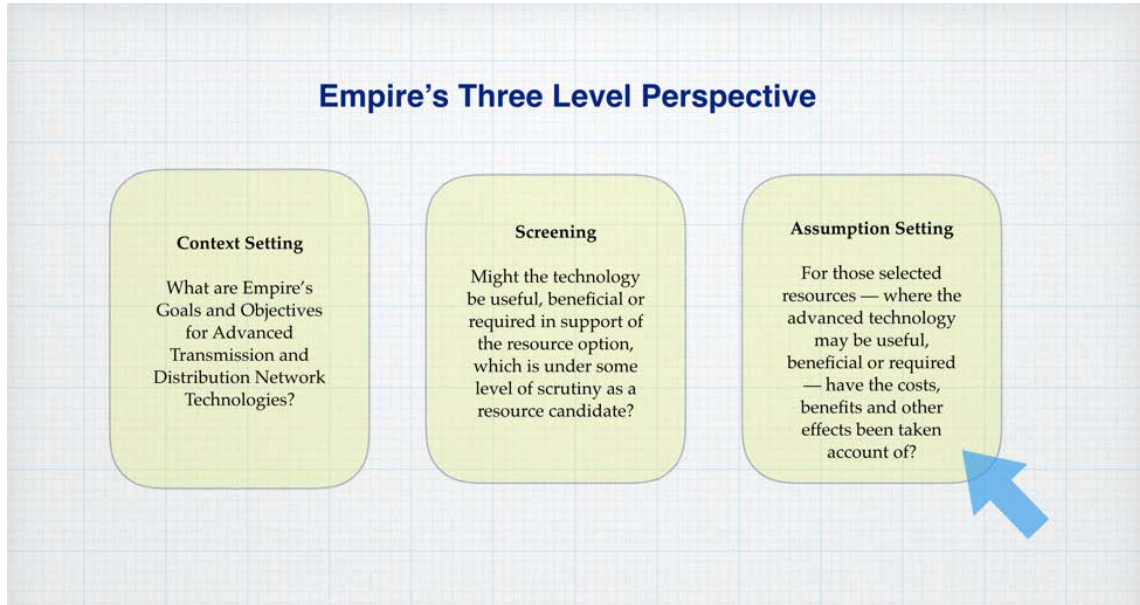 Empire’s Three Level Perspective
Context Setting
What are Empire’s
Goals and Objectives
for Advanced
Transmission and
Distribution Network
Technologies?
Screening
Might the technology
be useful, beneficial or
required in support of
the resource option,
which is under some
level of scrutiny as a
resource candidate?
Assumption Setting
For those selected
resources — where the
advanced technology
may be useful,
beneficial or required
— have the costs,
benefits and other
effects been taken
account of?